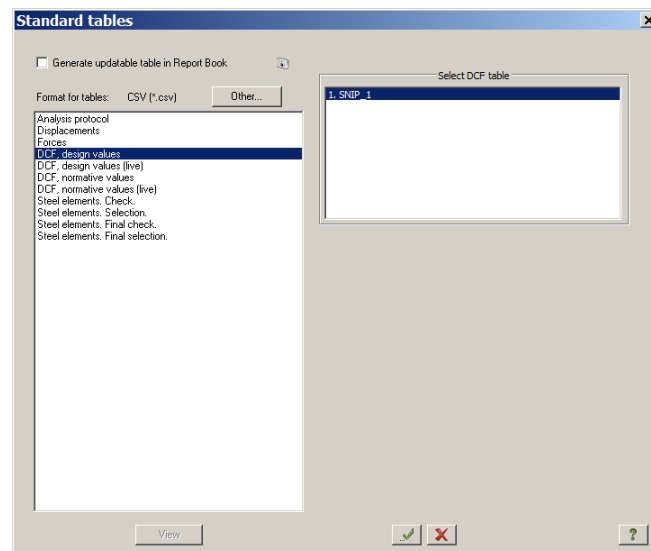 Standard tables
Generate updatable table in Report Book
Format for tables: CSV (*.csv) Other...
Analysis protocol
Displacements
Forces
DCF, design values
DCF, design values (live)
DCF, normative values
DCF, normative values (live)
Steel elements. Check.
Steel elements. Selection.
Steel elements. Final check.
Steel elements. Final selection.
Select DCF table
1. SNIP_1
View
?